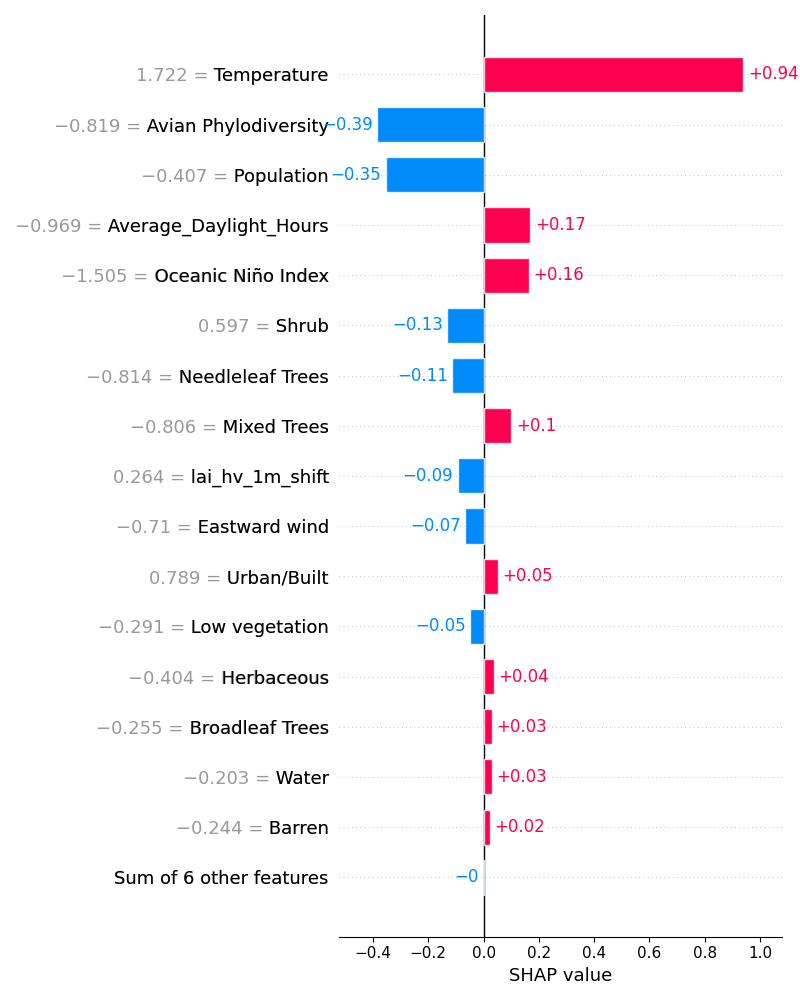 1.722 = Temperature +0.94
−0.819 = Avian Phylodiversity −0.39
−0.407 = Population −0.35
−0.969 = Average_Daylight_Hours +0.17
−1.505 = Oceanic Niño Index +0.16
0.597 = Shrub −0.13
−0.814 = Needleleaf Trees −0.11
−0.806 = Mixed Trees +0.1
0.264 = lai_hv_1m_shift −0.09
−0.71 = Eastward wind −0.07
0.789 = Urban/Built +0.05
−0.291 = Low vegetation −0.05
−0.404 = Herbaceous +0.04
−0.255 = Broadleaf Trees +0.03
−0.203 = Water +0.03
−0.244 = Barren +0.02
Sum of 6 other features −0
−0.4 −0.2 0.0 0.2 0.4 0.6 0.8 1.0
SHAP value